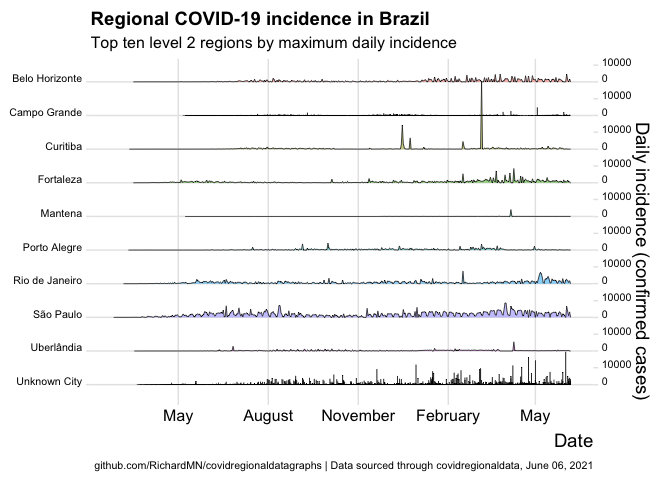 Regional COVID-19 incidence in Brazil
Top ten level 2 regions by maximum daily incidence
Belo Horizonte
10000
0
Campo Grande
10000
0
Curitiba
10000
0
Fortaleza
10000
0
Mantena
10000
0
Porto Alegre
10000
0
Rio de Janeiro
10000
0
São Paulo
10000
0
Uberlândia
10000
0
Unknown City
10000
0
Daily incidence (confirmed cases)
May August November February May
Date
github.com/RichardMN/covidregionaldatagraphs | Data sourced through covidregionaldata, June 06, 2021